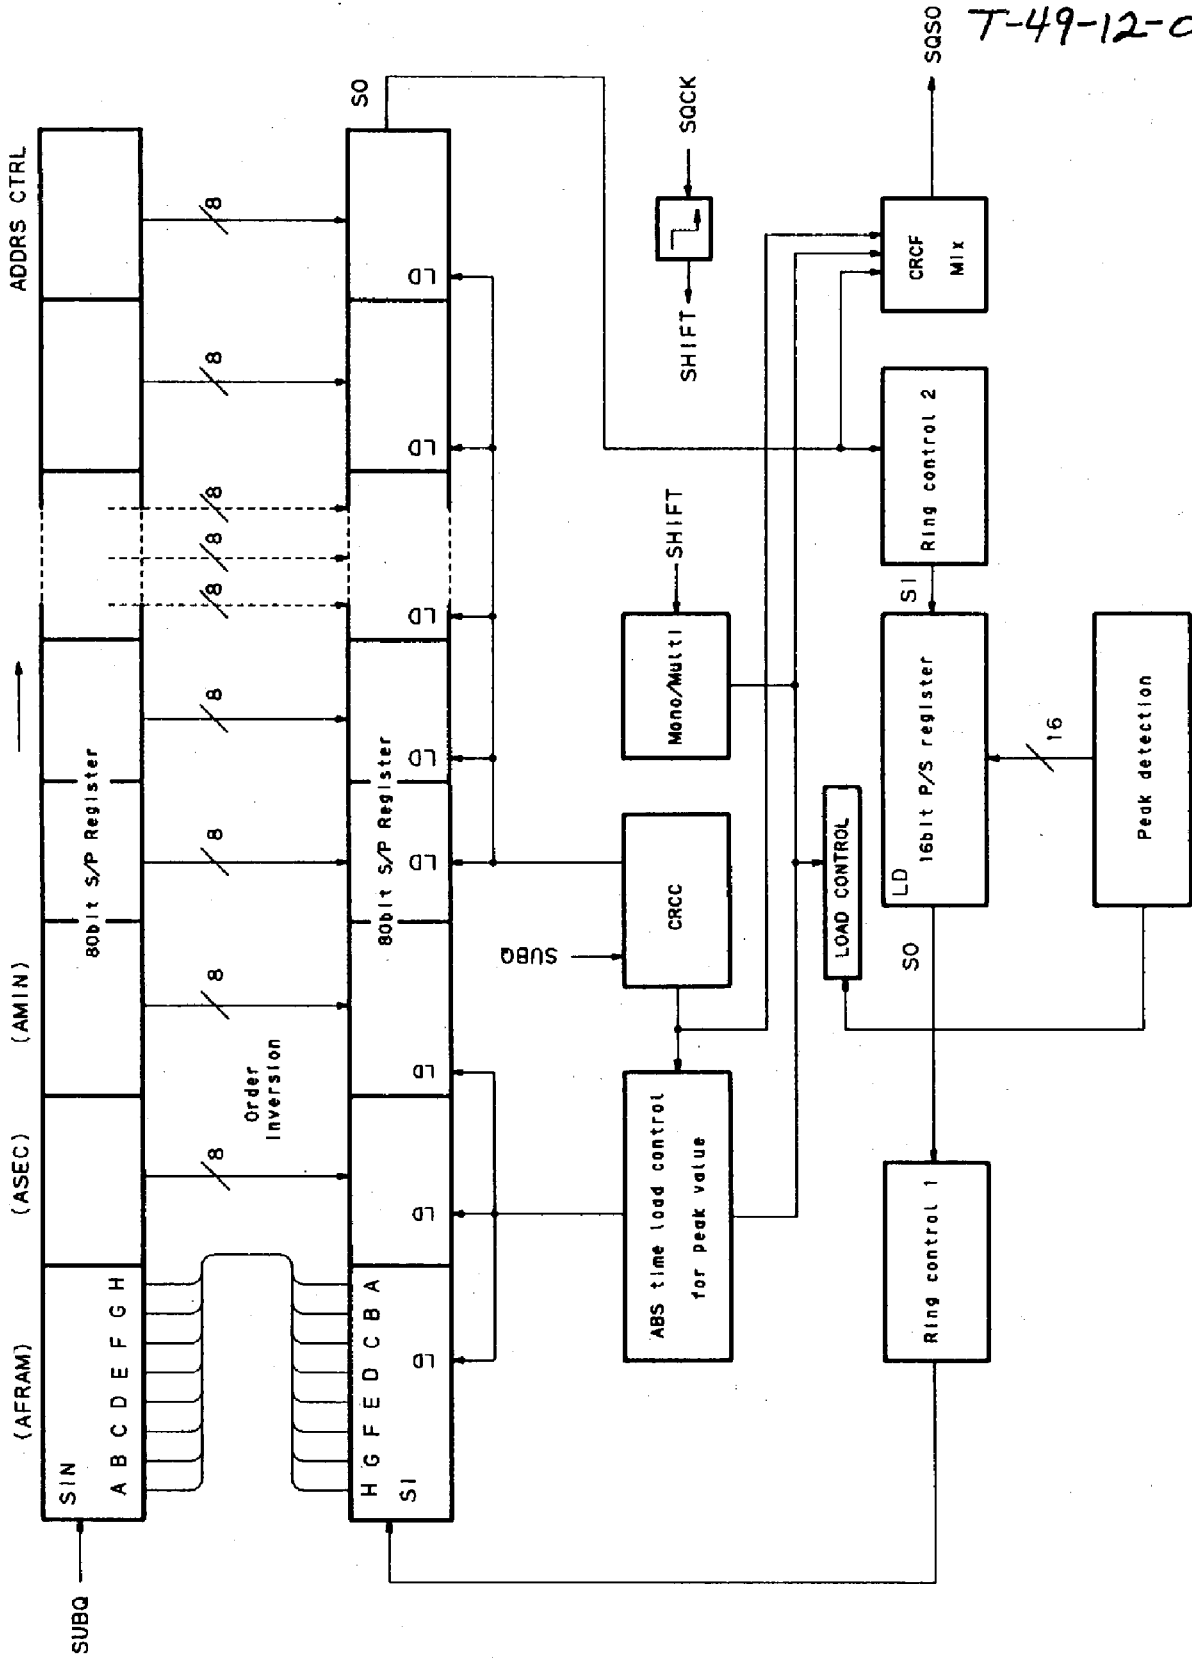 T-49-12-0
ADDRS CTRL
(AMIN)
(ASEC)
(AFRAM)
SUBQ
SIN
A B C D E F G H
80bit S/P Register
8
8
8
8
8
8
8
8
8
Order
Inversion
H G F E D C B A
SI
80bit S/P Register
LD
LD
LD
LD
LD
LD
LD
LD
SO
ABS time load control
for peak value
SUBQ
CRCC
Mono/Multi
SHIFT
SHIFT
SQCK
LOAD CONTROL
Ring control 1
SO
LD
16bit P/S register
SI
Ring control 2
CRCF
Mix
SQSO
16
Peak detection